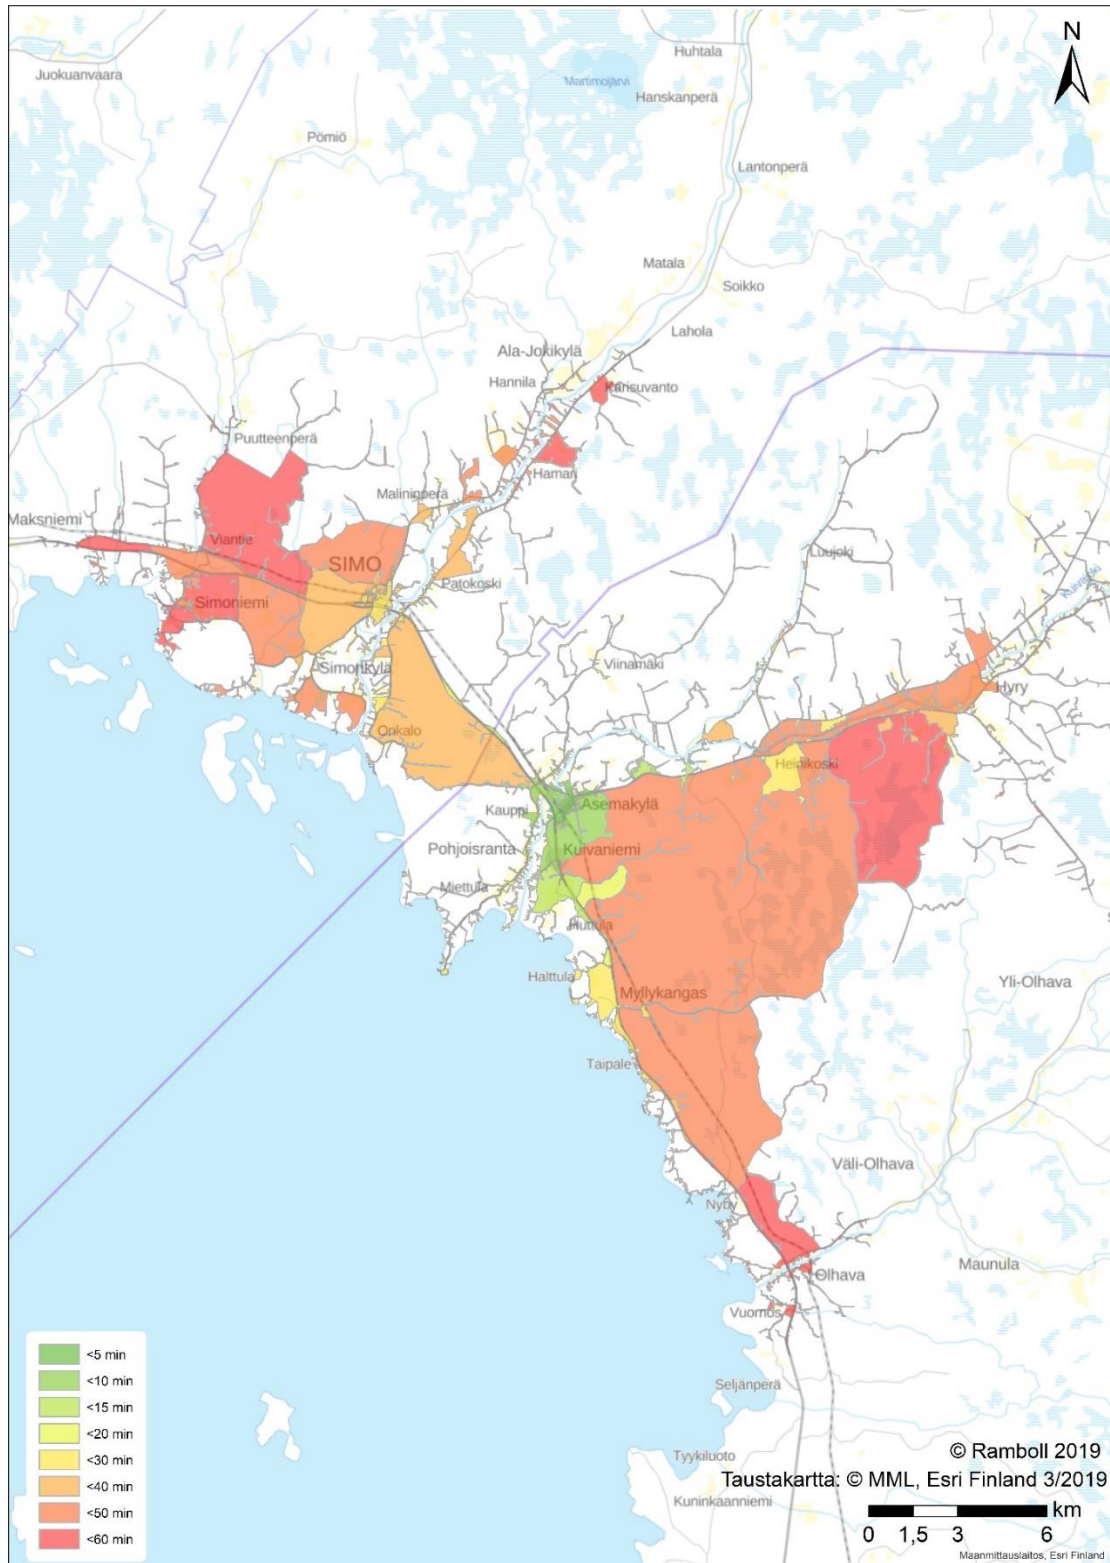 N
Huhtala
Juokuanvaara
Martimojärvi
Hanskanperä
Pömiö
Lantonperä
Matala
Soikko
Lahola
Ala-Jokikylä
Hannila
Karisuvanto
Puutteenperä
Hamari
Malininperä
Maksniemi
Viantie
SIMO
Luujoki
Patokoski
Simoniemi
Viinamäki
Simonkylä
Hyry
Onkalo
Heinikoski
Kauppi
Asemakylä
Pohjoisranta
Kuivaniemi
Miettula
Huttula
Halttula
Myllykangas
Yli-Olhava
Taipale
Väli-Olhava
Nyby
Maunula
Olhava
Vuornos
Seljänperä
Tyykiluoto
Kuninkaanniemi
<5 min
<10 min
<15 min
<20 min
<30 min
<40 min
<50 min
<60 min
© Ramboll 2019
Taustakartta: © MML, Esri Finland 3/2019
km
0 1,5 3 6
Maanmittauslaitos, Esri Finland